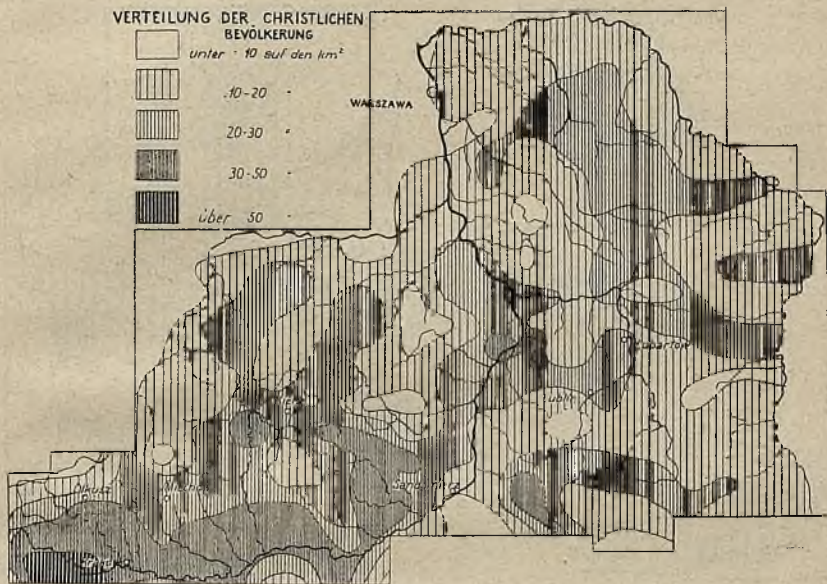 VERTEILUNG DER CHRISTLICHEN
BEVÖLKERUNG
unter 10 auf den km²
10-20 "
WARSZAWA
20-30 "
30-50 "
über 50 "
Lubartów
Lublin
Olkusz
Sandomierz